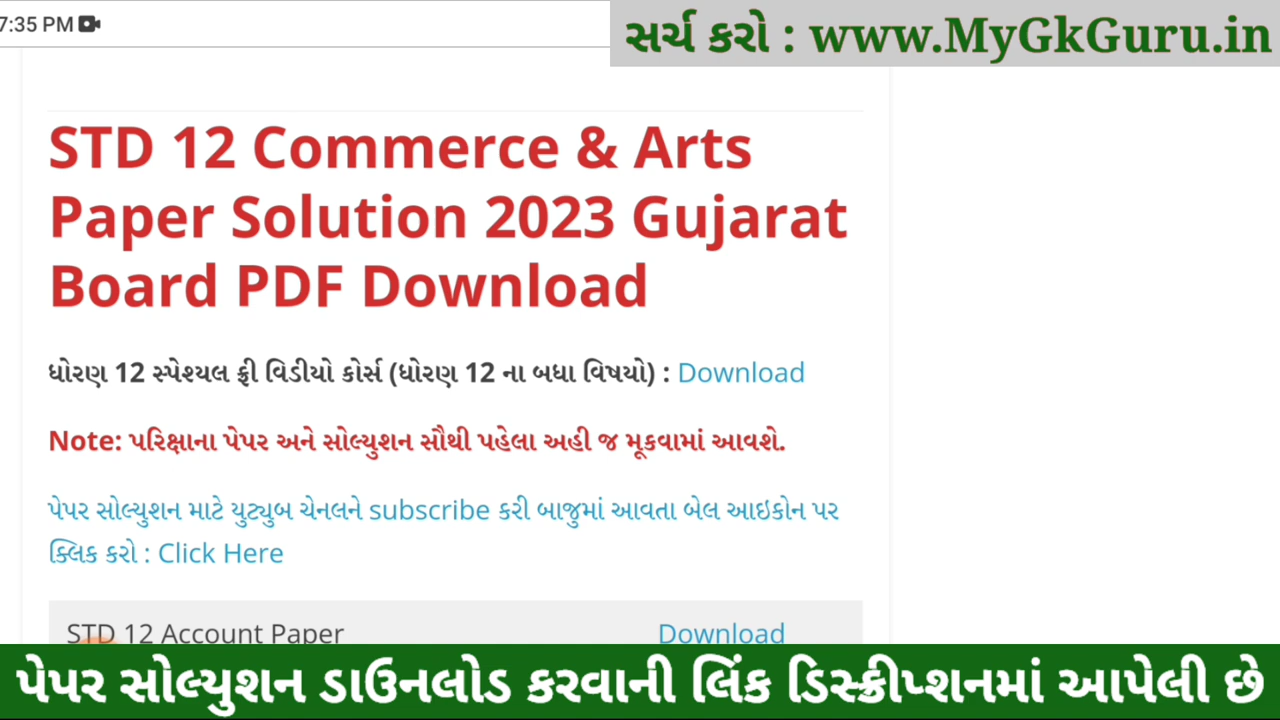 7:35 PM
સર્ચ કરો : www.MyGkGuru.in
STD 12 Commerce & Arts
Paper Solution 2023 Gujarat
Board PDF Download
ધોરણ 12 સ્પેશ્યલ ફ્રી વિડીયો કોર્સ (ધોરણ 12 ના બધા વિષયો) : Download
Note: પરિક્ષાના પેપર અને સોલ્યુશન સૌથી પહેલા અહી જ મૂકવામાં આવશે.
પેપર સોલ્યુશન માટે યુટ્યુબ ચેનલને subscribe કરી બાજુમાં આવતા બેલ આઇકોન પર
ક્લિક કરો : Click Here
STD 12 Account Paper Download
પેપર સોલ્યુશન ડાઉનલોડ કરવાની લિંક ડિસ્ક્રીપ્શનમાં આપેલી છે